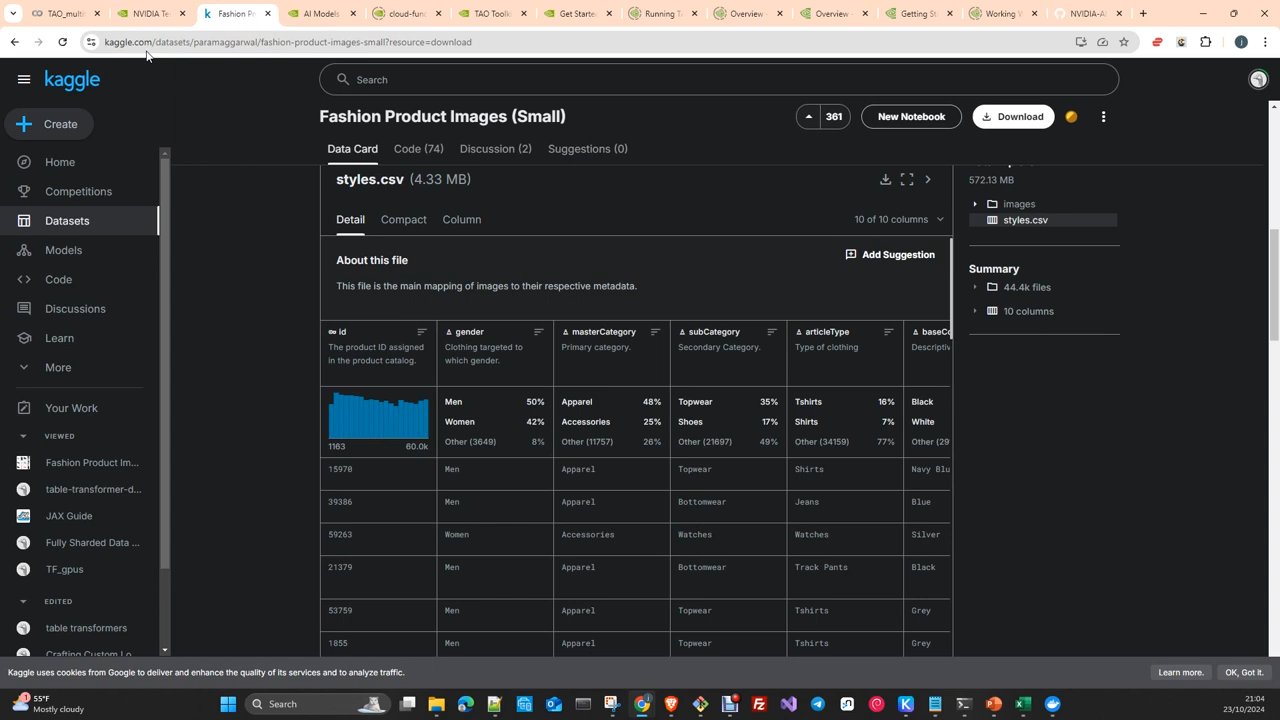 TAO_multi
NVIDIA Te
Fashion P
AI Models
cloud-fun
TAO Toolk
Get Starte
Running TA
Overview -
Overview -
Getting St
Working W
NVIDIA-AI
kaggle.com/datasets/paramaggarwal/fashion-product-images-small?resource=download
kaggle
Search
Create
Home
Competitions
Datasets
Models
Code
Discussions
Learn
More
Your Work
VIEWED
Fashion Product Im...
table-transformer-d...
JAX Guide
Fully Sharded Data ...
TF_gpus
EDITED
table transformers
Crafting Custom Lo
Fashion Product Images (Small)
361
New Notebook
Download
Data Card Code (74) Discussion (2) Suggestions (0)
styles.csv (4.33 MB)
Detail Compact Column
10 of 10 columns
About this file
Add Suggestion
This file is the main mapping of images to their respective metadata.
id gender masterCategory subCategory articleType baseCo
The product ID assigned in the product catalog.
Clothing targeted to which gender.
Primary category.
Secondary Category.
Type of clothing
Descriptiv
1163 60.0k
Men 50% Apparel 48% Topwear 35% Tshirts 16% Black
Women 42% Accessories 25% Shoes 17% Shirts 7% White
Other (3649) 8% Other (11757) 26% Other (21697) 49% Other (34159) 77% Other (29
15970 Men Apparel Topwear Shirts Navy Blu
39386 Men Apparel Bottomwear Jeans Blue
59263 Women Accessories Watches Watches Silver
21379 Men Apparel Bottomwear Track Pants Black
53759 Men Apparel Topwear Tshirts Grey
1855 Men Apparel Topwear Tshirts Grey
572.13 MB
images
styles.csv
Summary
44.4k files
10 columns
Kaggle uses cookies from Google to deliver and enhance the quality of its services and to analyze traffic.
Learn more.
OK, Got it.
55°F
Mostly cloudy
Search
21:04
23/10/2024